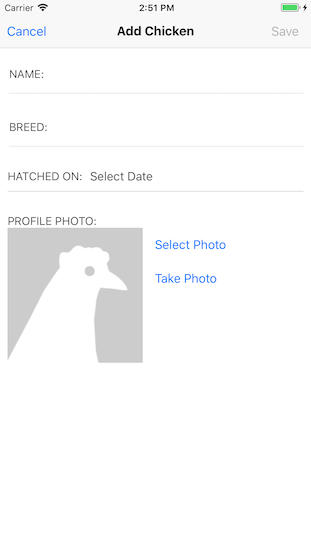 Carrier 2:51 PM
Cancel Add Chicken Save
NAME:
BREED:
HATCHED ON: Select Date
PROFILE PHOTO:
Select Photo
Take Photo